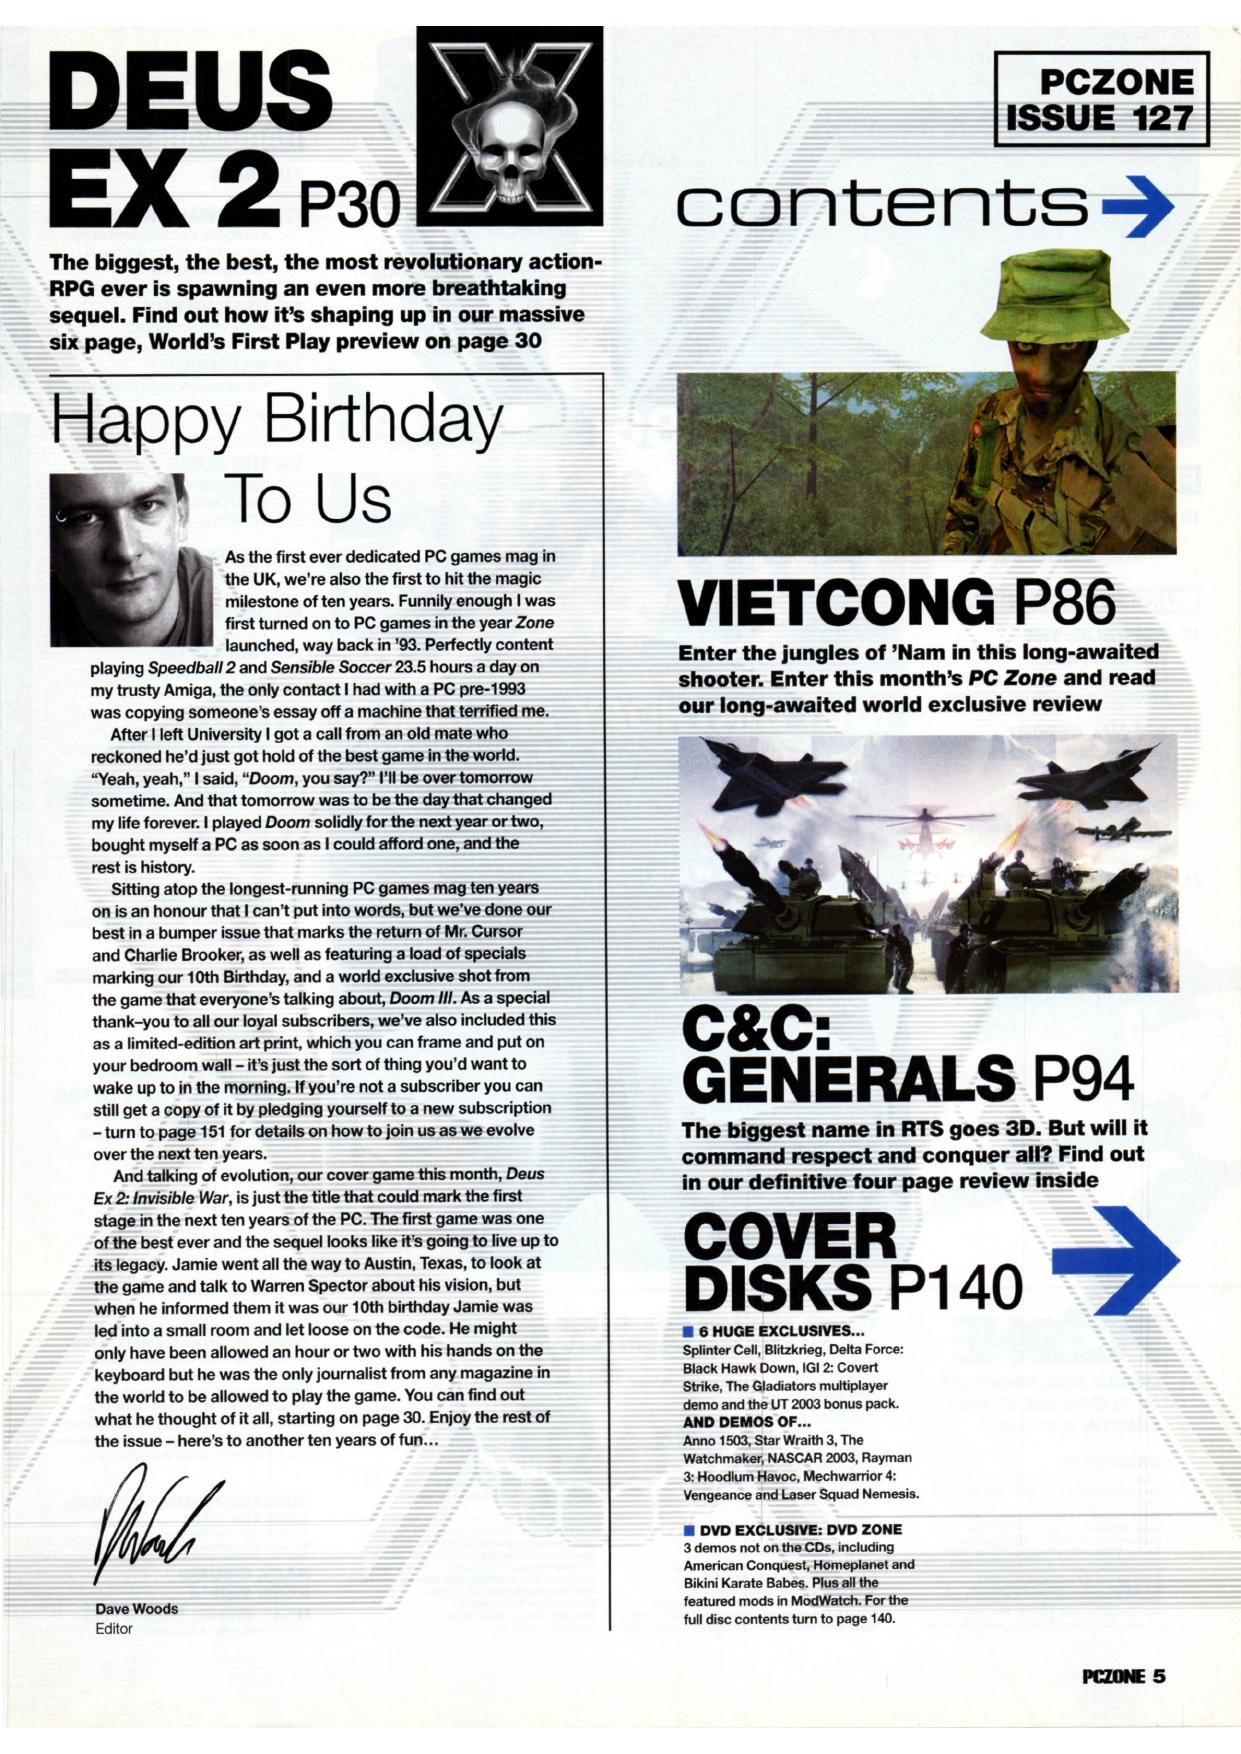 DEUS
EX 2 P30
The biggest, the best, the most revolutionary action-
RPG ever is spawning an even more breathtaking
sequel. Find out how it's shaping up in our massive
six page, World's First Play preview on page 30
Happy Birthday
To Us
As the first ever dedicated PC games mag in
the UK, we're also the first to hit the magic
milestone of ten years. Funnily enough I was
first turned on to PC games in the year Zone
launched, way back in '93. Perfectly content
playing Speedball 2 and Sensible Soccer 23.5 hours a day on
my trusty Amiga, the only contact I had with a PC pre-1993
was copying someone's essay off a machine that terrified me.
After I left University I got a call from an old mate who
reckoned he'd just got hold of the best game in the world.
“Yeah, yeah,” I said, “Doom, you say?” I'll be over tomorrow
sometime. And that tomorrow was to be the day that changed
my life forever. I played Doom solidly for the next year or two,
bought myself a PC as soon as I could afford one, and the
rest is history.
Sitting atop the longest-running PC games mag ten years
on is an honour that I can't put into words, but we've done our
best in a bumper issue that marks the return of Mr. Cursor
and Charlie Brooker, as well as featuring a load of specials
marking our 10th Birthday, and a world exclusive shot from
the game that everyone's talking about, Doom III. As a special
thank–you to all our loyal subscribers, we've also included this
as a limited-edition art print, which you can frame and put on
your bedroom wall – it's just the sort of thing you'd want to
wake up to in the morning. If you're not a subscriber you can
still get a copy of it by pledging yourself to a new subscription
– turn to page 151 for details on how to join us as we evolve
over the next ten years.
And talking of evolution, our cover game this month, Deus
Ex 2: Invisible War, is just the title that could mark the first
stage in the next ten years of the PC. The first game was one
of the best ever and the sequel looks like it's going to live up to
its legacy. Jamie went all the way to Austin, Texas, to look at
the game and talk to Warren Spector about his vision, but
when he informed them it was our 10th birthday Jamie was
led into a small room and let loose on the code. He might
only have been allowed an hour or two with his hands on the
keyboard but he was the only journalist from any magazine in
the world to be allowed to play the game. You can find out
what he thought of it all, starting on page 30. Enjoy the rest of
the issue – here's to another ten years of fun...
Dave Woods
Editor
PCZONE
ISSUE 127
contents
VIETCONG P86
Enter the jungles of 'Nam in this long-awaited
shooter. Enter this month's PC Zone and read
our long-awaited world exclusive review
C&C:
GENERALS P94
The biggest name in RTS goes 3D. But will it
command respect and conquer all? Find out
in our definitive four page review inside
COVER
DISKS P140
6 HUGE EXCLUSIVES...
Splinter Cell, Blitzkrieg, Delta Force:
Black Hawk Down, IGI 2: Covert
Strike, The Gladiators multiplayer
demo and the UT 2003 bonus pack.
AND DEMOS OF...
Anno 1503, Star Wraith 3, The
Watchmaker, NASCAR 2003, Rayman
3: Hoodlum Havoc, Mechwarrior 4:
Vengeance and Laser Squad Nemesis.
DVD EXCLUSIVE: DVD ZONE
3 demos not on the CDs, including
American Conquest, Homeplanet and
Bikini Karate Babes. Plus all the
featured mods in ModWatch. For the
full disc contents turn to page 140.
PCZONE 5